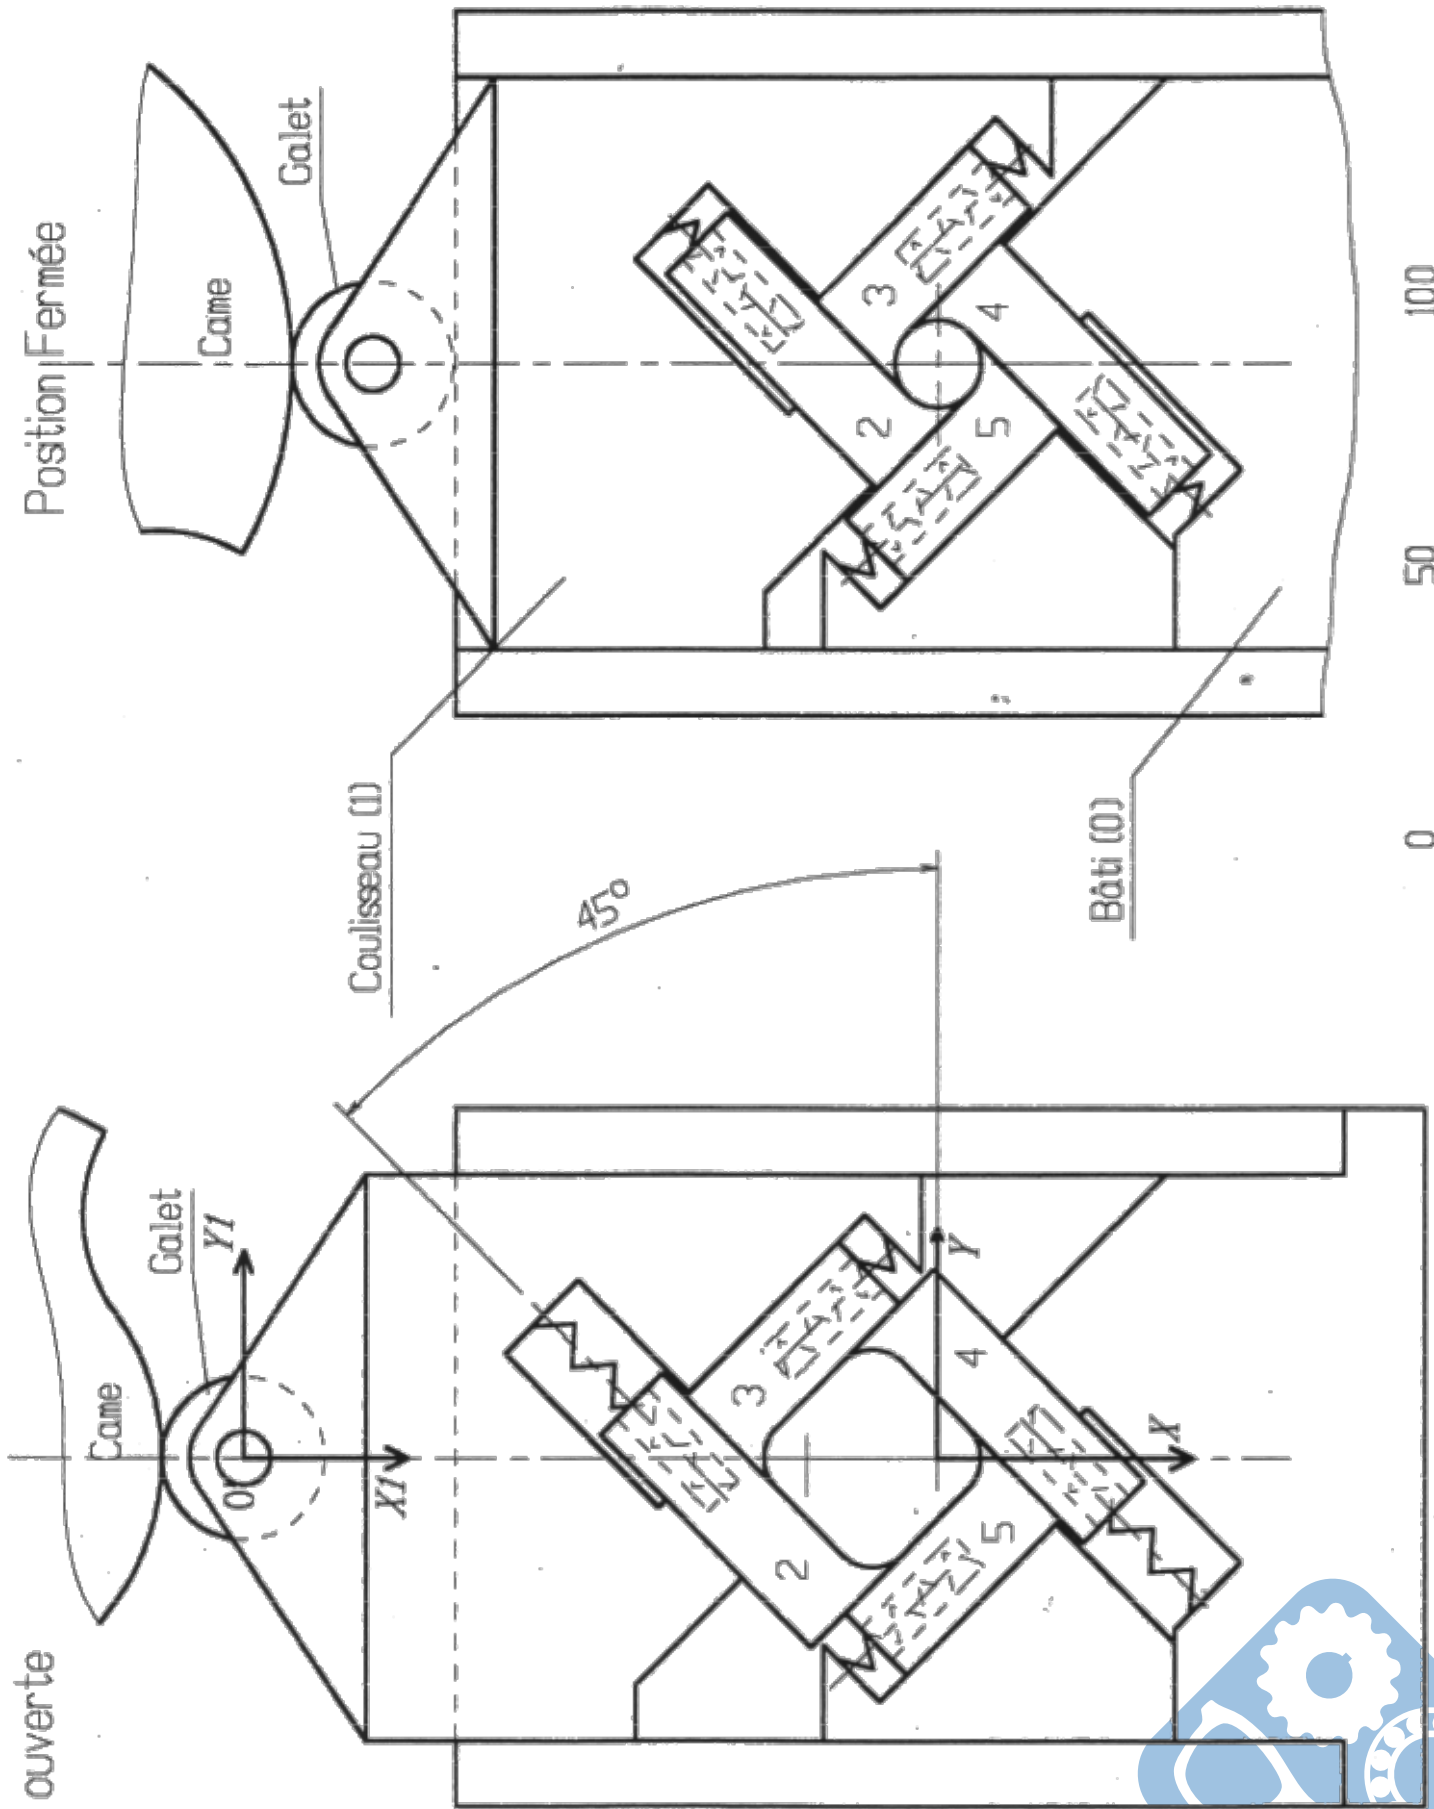 ouverte
Came
Galet
Y1
O1
X1
45°
2
3
4
5
Y
X
Position Fermée
Came
Galet
Coulisseau (1)
2
3
4
5
Bâti (0)
0 50 100